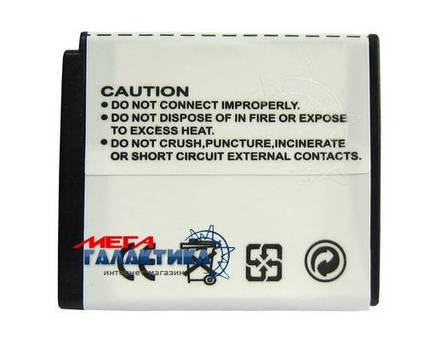 CAUTION
• DO NOT CONNECT IMPROPERLY.
• DO NOT DISPOSE OF IN FIRE OR EXPOSE
TO EXCESS HEAT.
• DO NOT CRUSH,PUNCTURE,INCINERATE
OR SHORT CIRCUIT EXTERNAL CONTACTS.
МЕГА
ГАЛАКТИКА
интернет-магазин